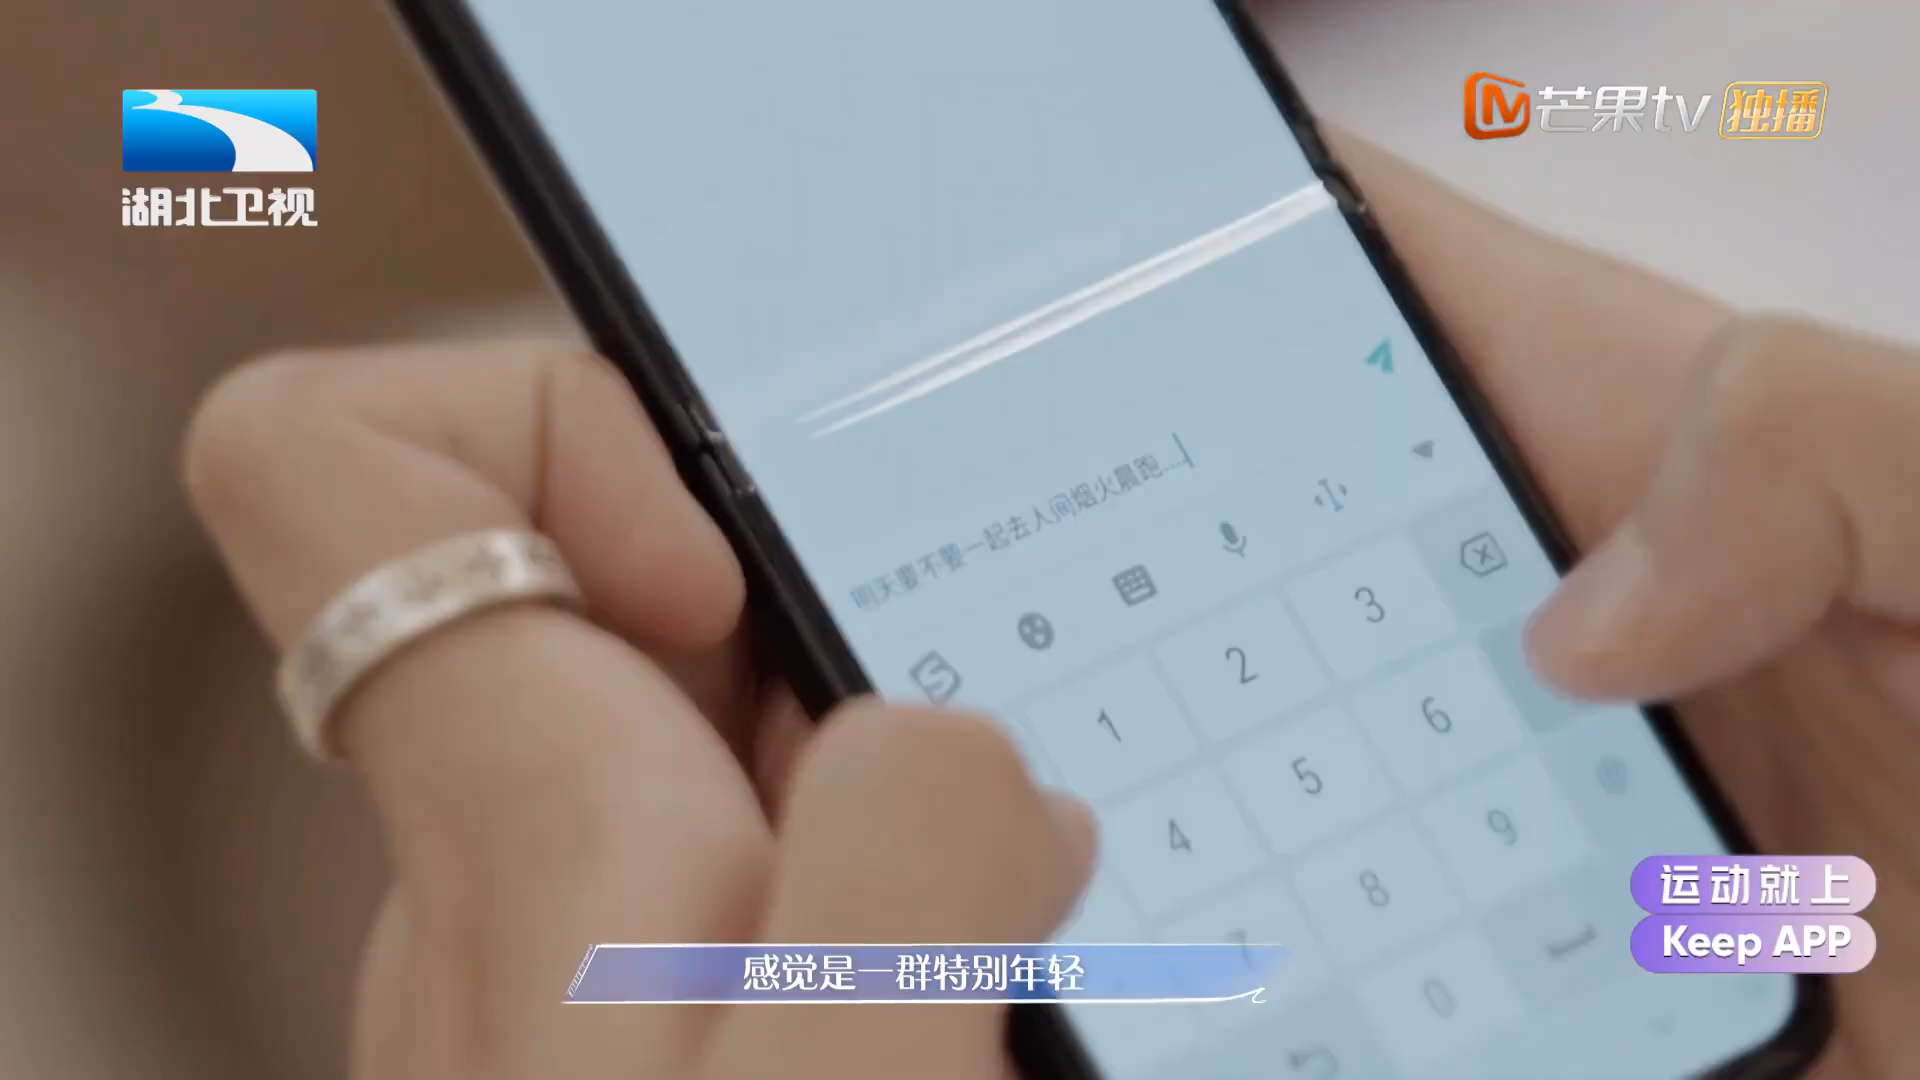 湖北卫视
芒果tv 独播
明天要不要一起去人间烟火晨跑......
1 2 3
4 5 6
7 8 9
0
运动就上
Keep APP
感觉是一群特别年轻